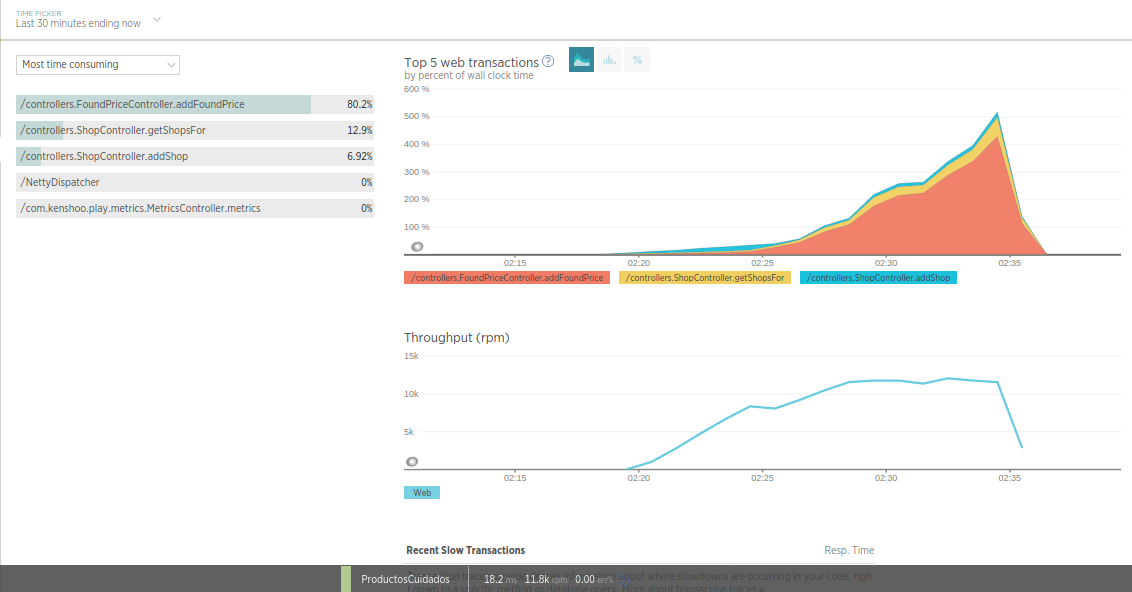 TIME PICKER
Last 30 minutes ending now
Most time consuming
/controllers.FoundPriceController.addFoundPrice 80.2%
/controllers.ShopController.getShopsFor 12.9%
/controllers.ShopController.addShop 6.92%
/NettyDispatcher 0%
/com.kenshoo.play.metrics.MetricsController.metrics 0%
Top 5 web transactions ?
%
by percent of wall clock time
600 %
500 %
400 %
300 %
200 %
100 %
02:15 02:20 02:25 02:30 02:35
/controllers.FoundPriceController.addFoundPrice /controllers.ShopController.getShopsFor /controllers.ShopController.addShop
Throughput (rpm)
15k
10k
5k
02:15 02:20 02:25 02:30 02:35
Web
Recent Slow Transactions Resp. Time
about where slowdowns are occurring in your code, righ
ProductosCuidados 18.2 ms 11.8k rpm 0.00 err%
t down to a specific method or database query. More about transaction traces »